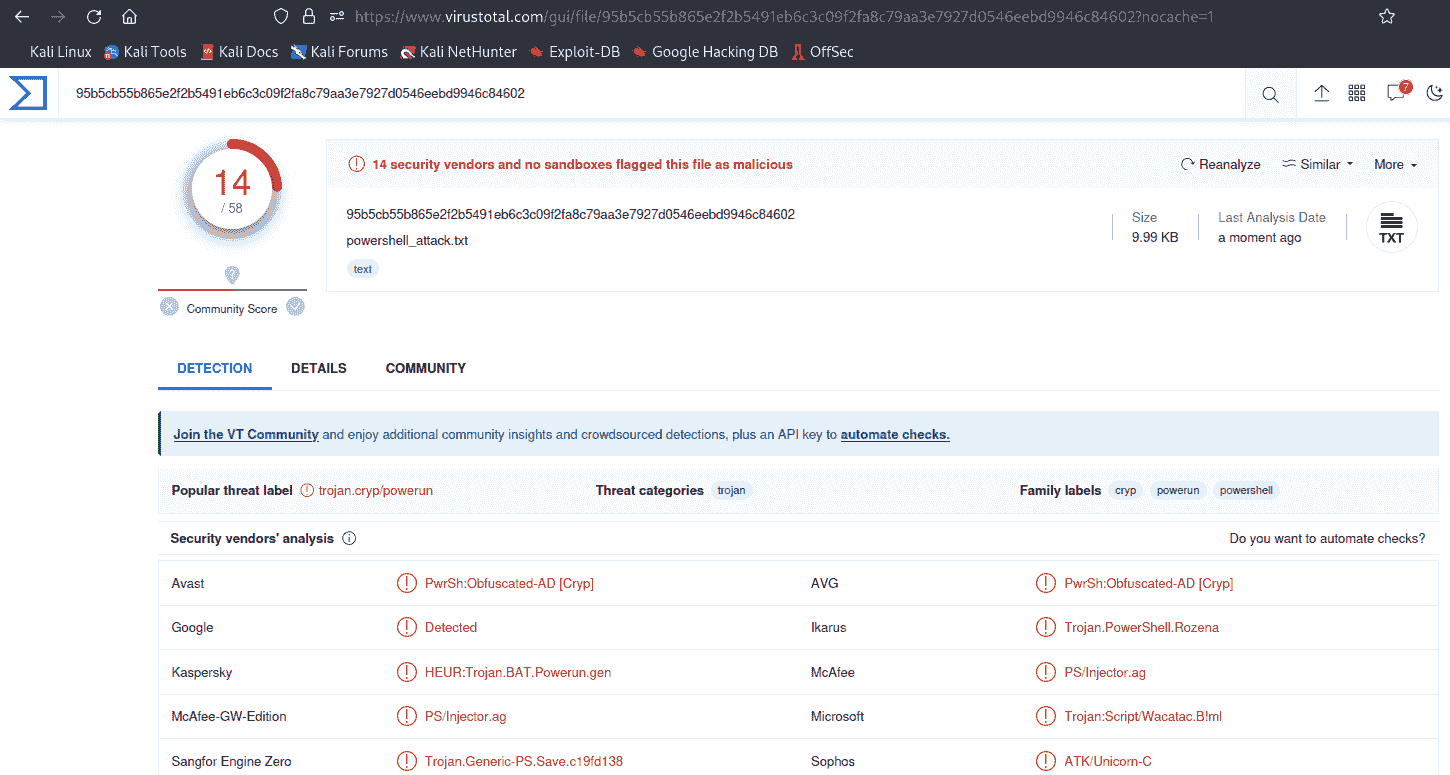 https://www.virustotal.com/gui/file/95b5cb55b865e2f2b5491eb6c3c09f2fa8c79aa3e7927d0546eebd9946c84602?nocache=1
Kali Linux Kali Tools Kali Docs Kali Forums Kali NetHunter Exploit-DB Google Hacking DB OffSec
95b5cb55b865e2f2b5491eb6c3c09f2fa8c79aa3e7927d0546eebd9946c84602 7
14 security vendors and no sandboxes flagged this file as malicious Reanalyze Similar More
14
/ 58
95b5cb55b865e2f2b5491eb6c3c09f2fa8c79aa3e7927d0546eebd9946c84602
powershell_attack.txt
text
Size
9.99 KB
Last Analysis Date
a moment ago
TXT
?
Community Score
DETECTION DETAILS COMMUNITY
Join the VT Community and enjoy additional community insights and crowdsourced detections, plus an API key to automate checks.
Popular threat label trojan.cryp/powerun Threat categories trojan Family labels cryp powerun powershell
Security vendors' analysis Do you want to automate checks?
Avast PwrSh:Obfuscated-AD [Cryp] AVG PwrSh:Obfuscated-AD [Cryp]
Google Detected Ikarus Trojan.PowerShell.Rozena
Kaspersky HEUR:Trojan.BAT.Powerun.gen McAfee PS/Injector.ag
McAfee-GW-Edition PS/Injector.ag Microsoft Trojan:Script/Wacatac.B!ml
Sangfor Engine Zero Trojan.Generic-PS.Save.c19fd138 Sophos ATK/Unicorn-C